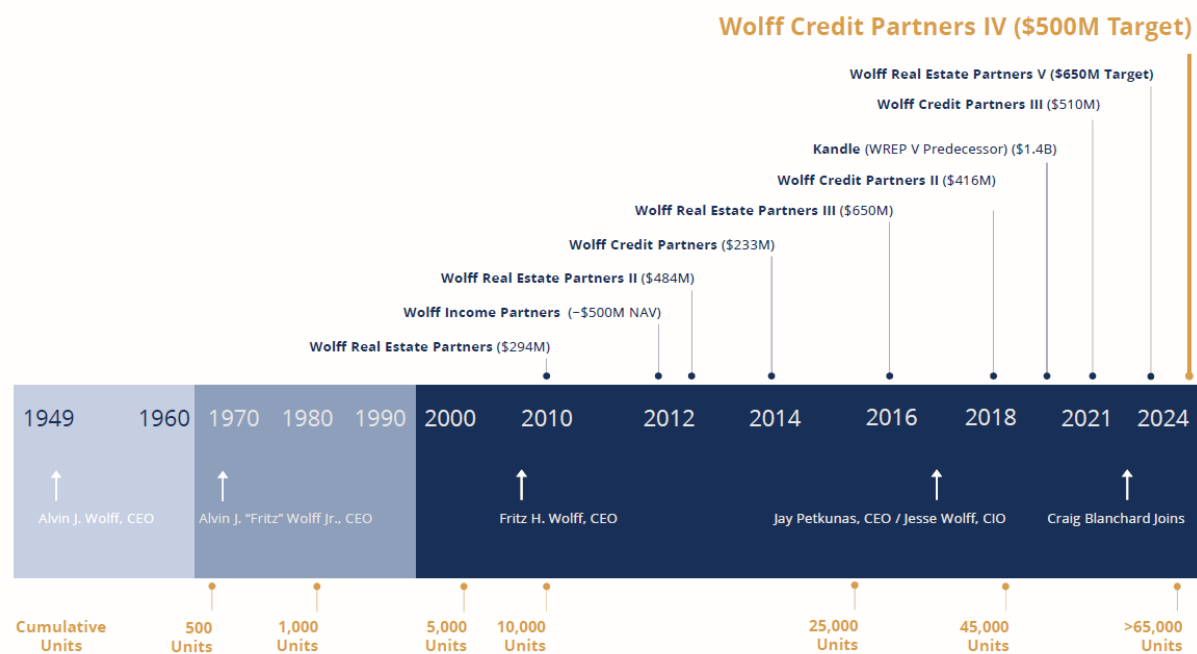 Wolff Credit Partners IV ($500M Target)
Wolff Real Estate Partners V ($650M Target)
Wolff Credit Partners III ($510M)
Kandle (WREP V Predecessor) ($1.4B)
Wolff Credit Partners II ($416M)
Wolff Real Estate Partners III ($650M)
Wolff Credit Partners ($233M)
Wolff Real Estate Partners II ($484M)
Wolff Income Partners (~$500M NAV)
Wolff Real Estate Partners ($294M)
1949 1960 1970 1980 1990 2000 2010 2012 2014 2016 2018 2021 2024
Alvin J. Wolff, CEO
Alvin J. “Fritz” Wolff Jr., CEO
Fritz H. Wolff, CEO
Jay Petkunas, CEO / Jesse Wolff, CIO
Craig Blanchard Joins
Cumulative
Units
500
Units
1,000
Units
5,000
Units
10,000
Units
25,000
Units
45,000
Units
>65,000
Units